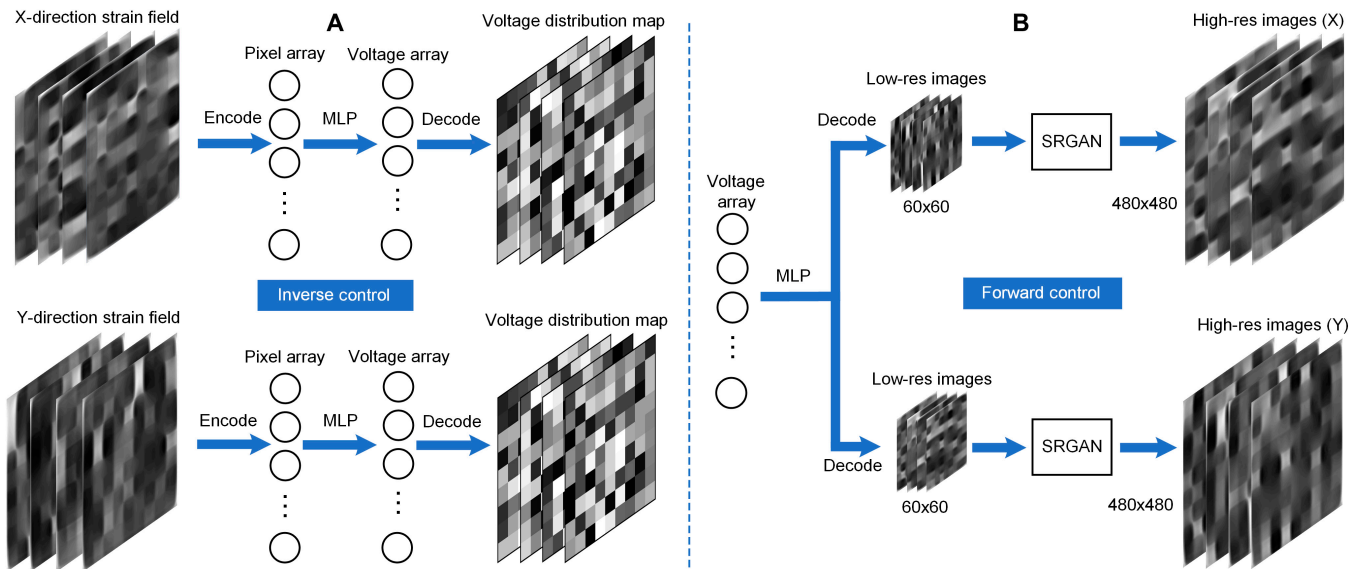 X-direction strain field
A
Voltage distribution map
Pixel array
Voltage array
Encode
MLP
Decode
Inverse control
Y-direction strain field
Voltage distribution map
Pixel array
Voltage array
Encode
MLP
Decode
B
High-res images (X)
Low-res images
Decode
SRGAN
60x60
480x480
Voltage
array
MLP
Forward control
High-res images (Y)
Low-res images
Decode
SRGAN
60x60
480x480